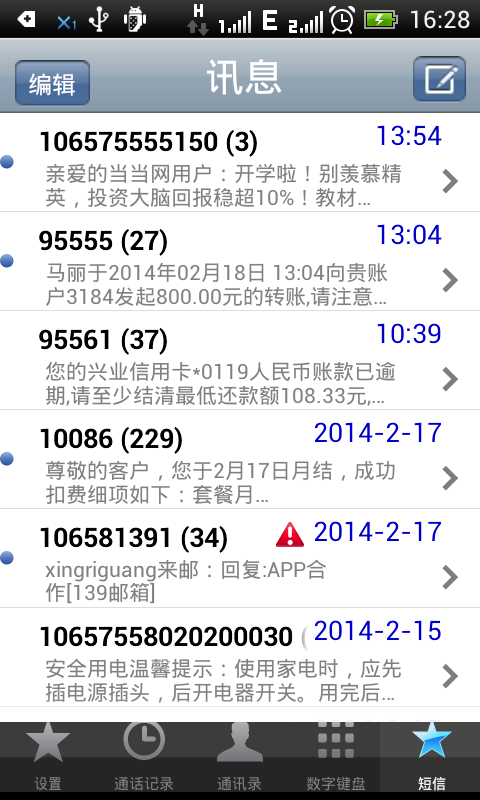 X1 H 1 E 2 16:28
编辑 讯息
106575555150 (3) 13:54
亲爱的当当网用户：开学啦！别羡慕精
英，投资大脑回报稳超10%！教材...
95555 (27) 13:04
马丽于2014年02月18日 13:04向贵账
户3184发起800.00元的转账,请注意...
95561 (37) 10:39
您的兴业信用卡*0119人民币账款已逾
期,请至少结清最低还款额108.33元,...
10086 (229) 2014-2-17
尊敬的客户，您于2月17日月结，成功
扣费细项如下：套餐月...
106581391 (34) 2014-2-17
xingriguang来邮：回复:APP合
作[139邮箱]
10657558020200030 ( 2014-2-15
安全用电温馨提示：使用家电时，应先
插电源插头，后开电器开关。用完后...
设置 通话记录 通讯录 数字键盘 短信